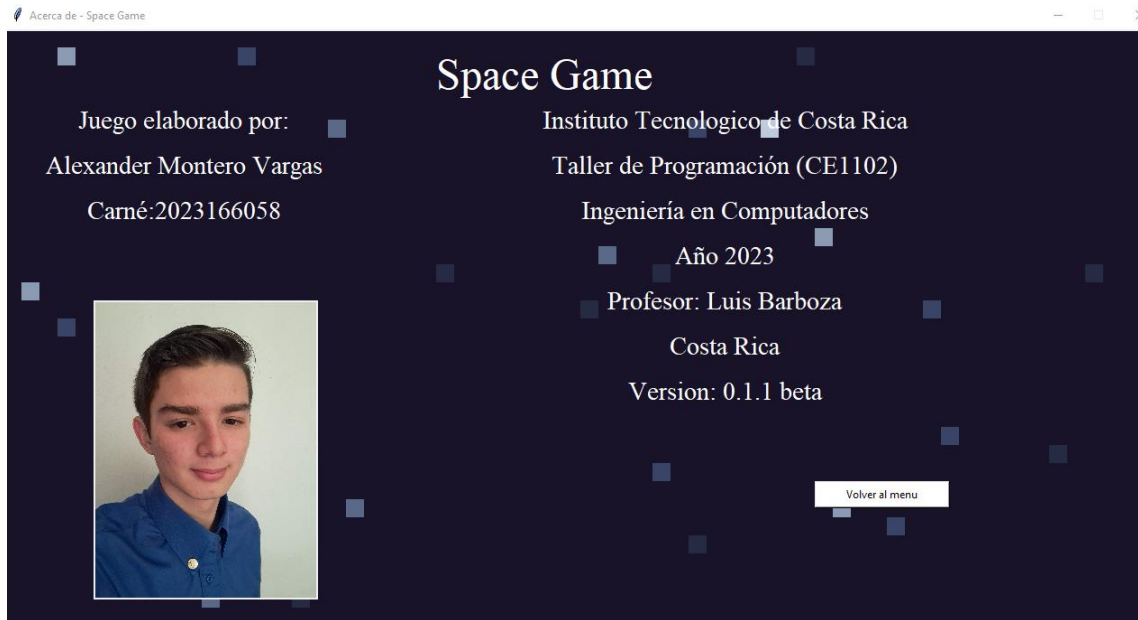 Acerca de - Space Game
Space Game
Juego elaborado por:
Alexander Montero Vargas
Carné:2023166058
Instituto Tecnologico de Costa Rica
Taller de Programación (CE1102)
Ingeniería en Computadores
Año 2023
Profesor: Luis Barboza
Costa Rica
Version: 0.1.1 beta
Volver al menu